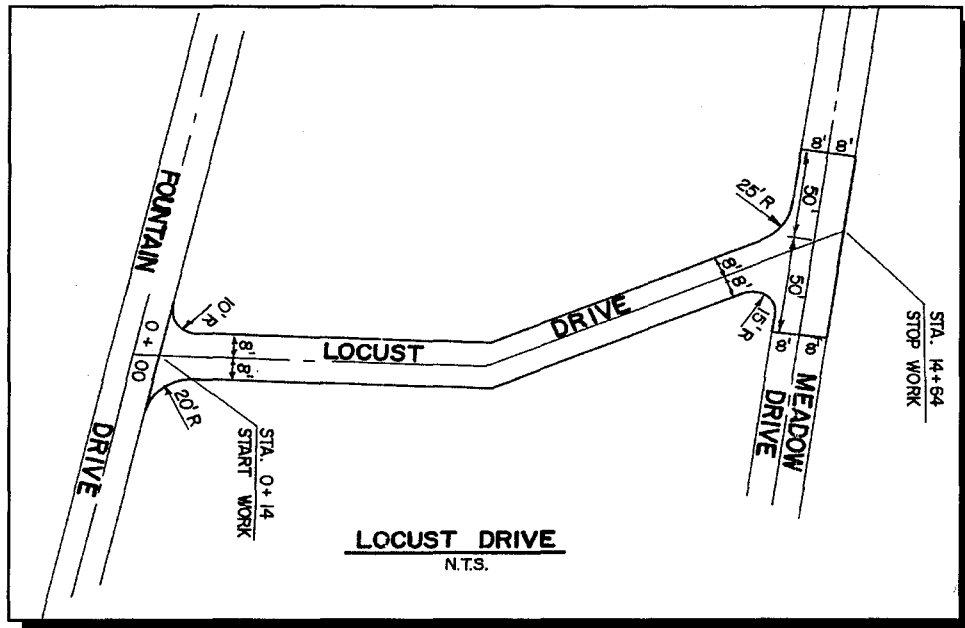 FOUNTAIN
DRIVE
0 + 00
10' R
20' R
8'
8'
LOCUST
DRIVE
STA. 0+14
START WORK
8'
8'
25' R
15' R
8'
8'
50'
50'
8'
8'
MEADOW
DRIVE
STA. 14+64
STOP WORK
LOCUST DRIVE
N.T.S.